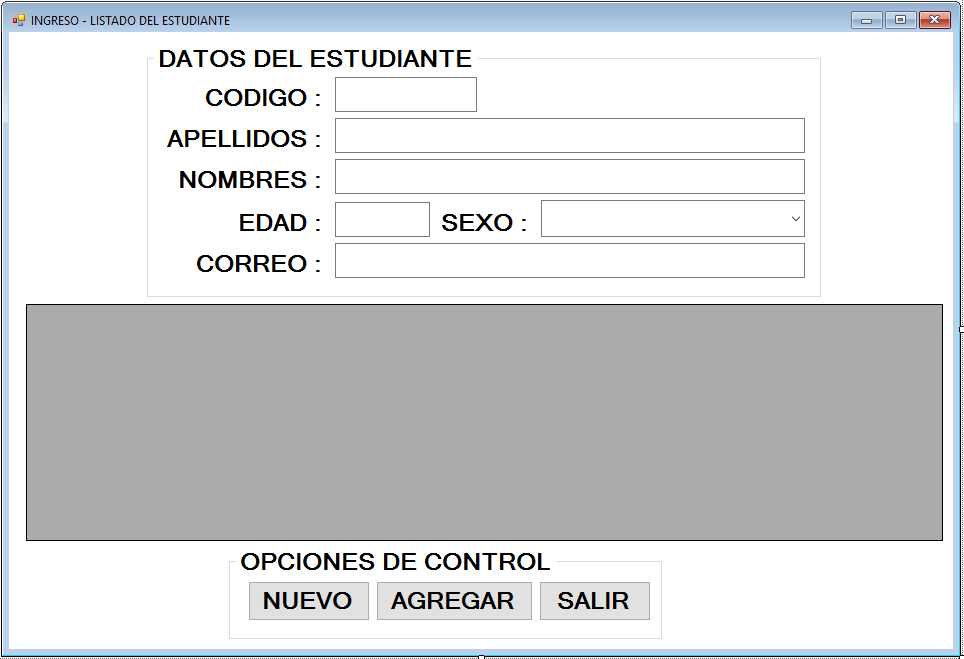 INGRESO - LISTADO DEL ESTUDIANTE
DATOS DEL ESTUDIANTE
CODIGO :
APELLIDOS :
NOMBRES :
EDAD : SEXO :
CORREO :
OPCIONES DE CONTROL
NUEVO AGREGAR SALIR